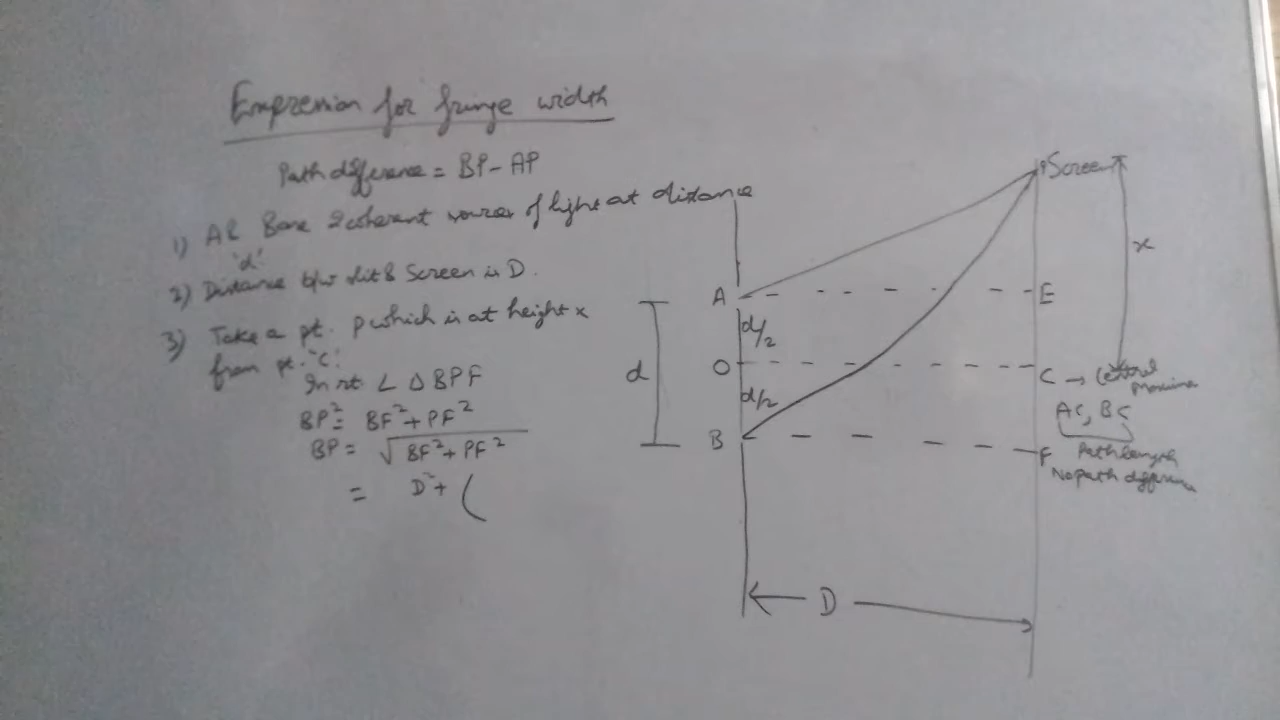 Expression for fringe width
Path difference = BP - AP
1) A & B are 2 coherent sources of light at distance
'd'
2) Distance b/w slit & Screen is D.
3) Take a pt. P which is at height x
from pt. 'C'.
In rt ∠ Δ BPF
BP² = BF² + PF²
BP = √BF² + PF²
= D² + (
P Screen
x
A
E
d/2
d
O
C → Central
Maxima
d/2
AC, BC
B
F
Path length
No path difference
D